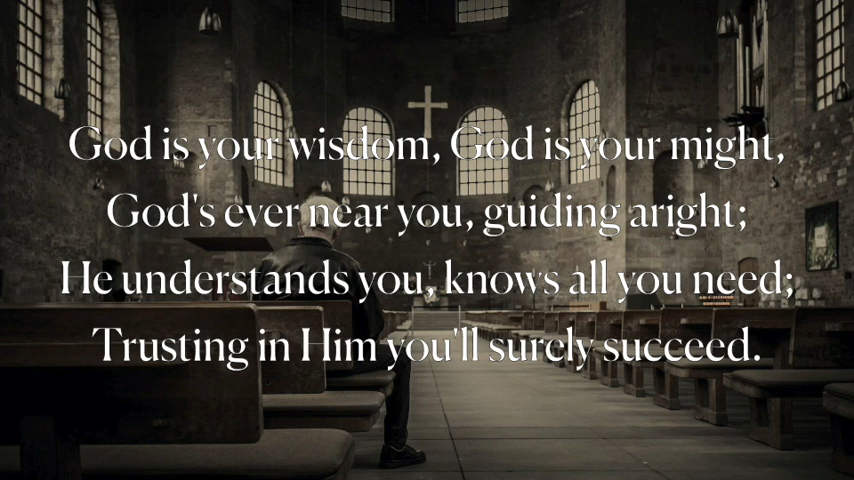 God is your wisdom, God is your might,
God's ever near you, guiding aright;
He understands you, knows all you need;
Trusting in Him you'll surely succeed.